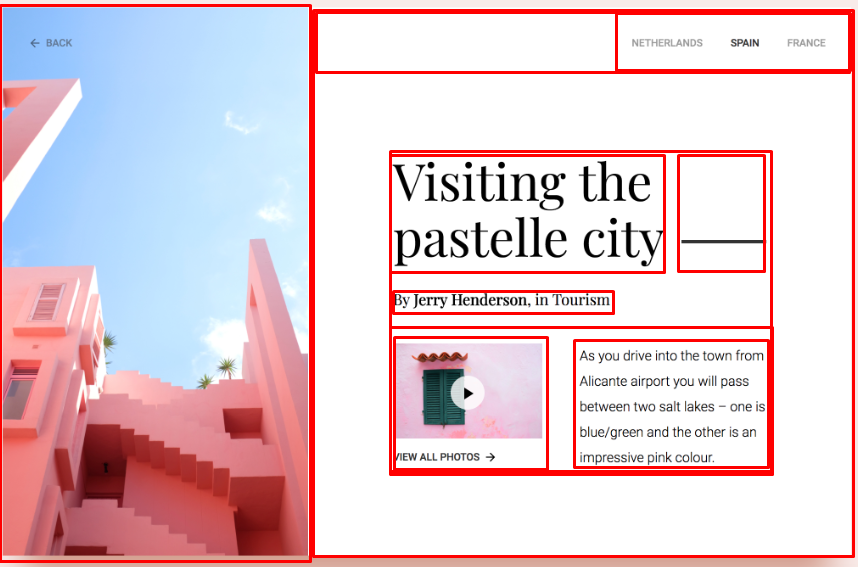 ← BACK
NETHERLANDS SPAIN FRANCE
Visiting the
pastelle city
By Jerry Henderson, in Tourism
As you drive into the town from
Alicante airport you will pass
between two salt lakes – one is
blue/green and the other is an
impressive pink colour.
VIEW ALL PHOTOS →